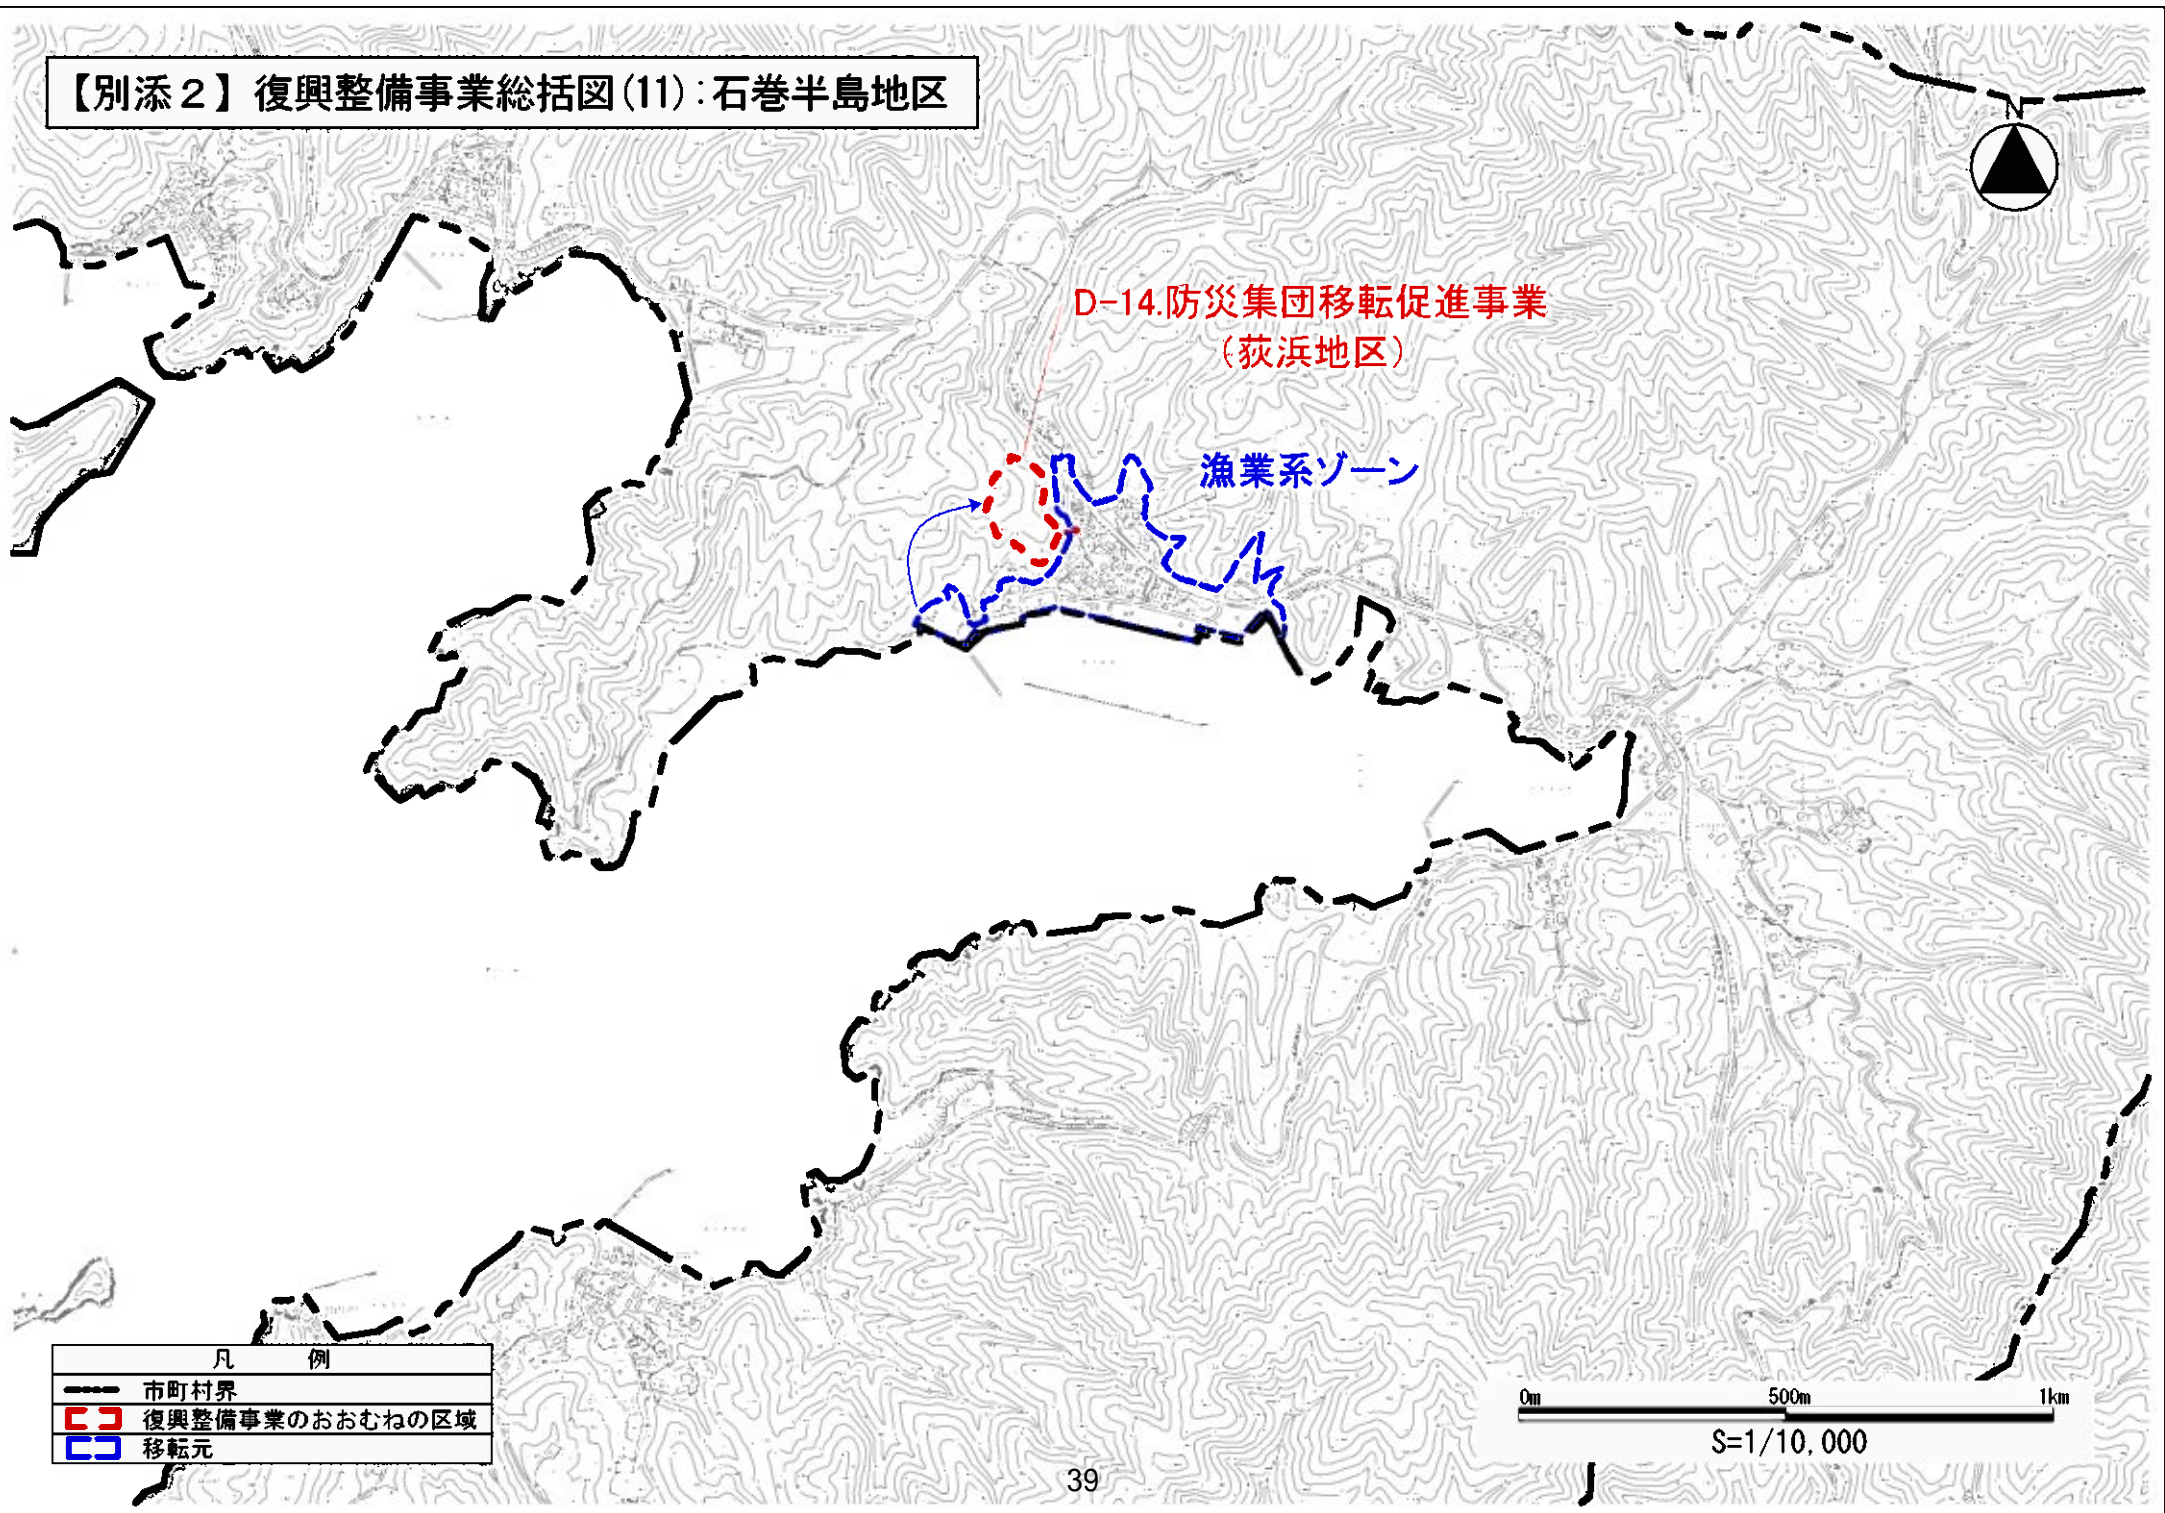 【別添２】復興整備事業総括図(11):石巻半島地区
N
D-14.防災集団移転促進事業
(荻浜地区)
漁業系ゾーン
凡 例
市町村界
復興整備事業のおおむねの区域
移転元
0m 500m 1km
S=1/10,000
39